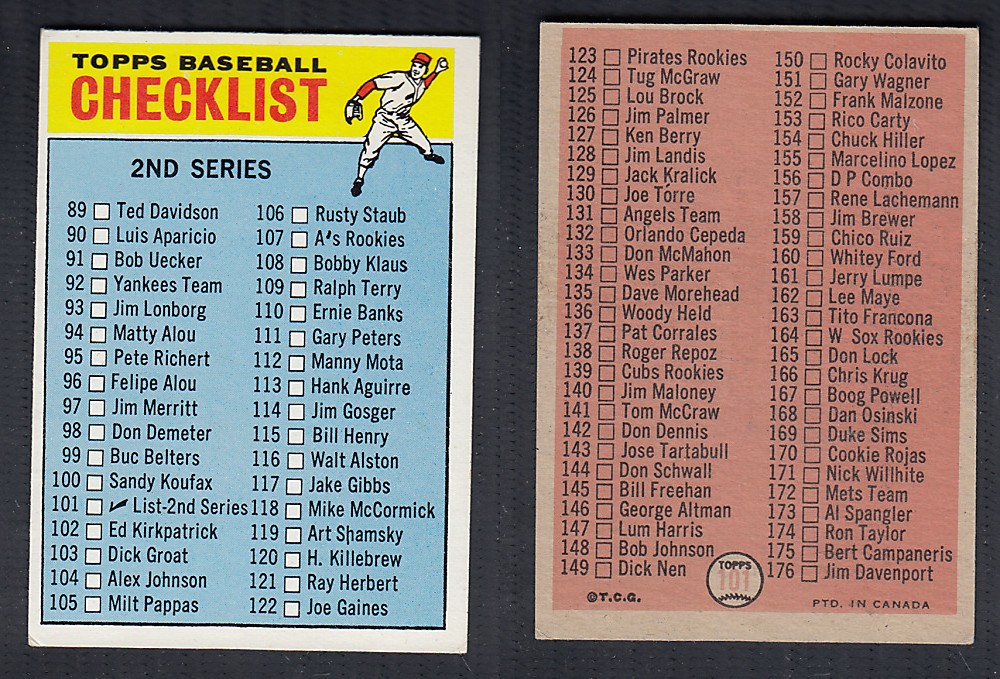 TOPPS BASEBALL
CHECKLIST
2ND SERIES
89 Ted Davidson
90 Luis Aparicio
91 Bob Uecker
92 Yankees Team
93 Jim Lonborg
94 Matty Alou
95 Pete Richert
96 Felipe Alou
97 Jim Merritt
98 Don Demeter
99 Buc Belters
100 Sandy Koufax
101 List-2nd Series
102 Ed Kirkpatrick
103 Dick Groat
104 Alex Johnson
105 Milt Pappas
106 Rusty Staub
107 A's Rookies
108 Bobby Klaus
109 Ralph Terry
110 Ernie Banks
111 Gary Peters
112 Manny Mota
113 Hank Aguirre
114 Jim Gosger
115 Bill Henry
116 Walt Alston
117 Jake Gibbs
118 Mike McCormick
119 Art Shamsky
120 H. Killebrew
121 Ray Herbert
122 Joe Gaines
123 Pirates Rookies
124 Tug McGraw
125 Lou Brock
126 Jim Palmer
127 Ken Berry
128 Jim Landis
129 Jack Kralick
130 Joe Torre
131 Angels Team
132 Orlando Cepeda
133 Don McMahon
134 Wes Parker
135 Dave Morehead
136 Woody Held
137 Pat Corrales
138 Roger Repoz
139 Cubs Rookies
140 Jim Maloney
141 Tom McCraw
142 Don Dennis
143 Jose Tartabull
144 Don Schwall
145 Bill Freehan
146 George Altman
147 Lum Harris
148 Bob Johnson
149 Dick Nen
150 Rocky Colavito
151 Gary Wagner
152 Frank Malzone
153 Rico Carty
154 Chuck Hiller
155 Marcelino Lopez
156 D P Combo
157 Rene Lachemann
158 Jim Brewer
159 Chico Ruiz
160 Whitey Ford
161 Jerry Lumpe
162 Lee Maye
163 Tito Francona
164 W Sox Rookies
165 Don Lock
166 Chris Krug
167 Boog Powell
168 Dan Osinski
169 Duke Sims
170 Cookie Rojas
171 Nick Willhite
172 Mets Team
173 Al Spangler
174 Ron Taylor
175 Bert Campaneris
176 Jim Davenport
TOPPS
101
©T.C.G.
PTD. IN CANADA